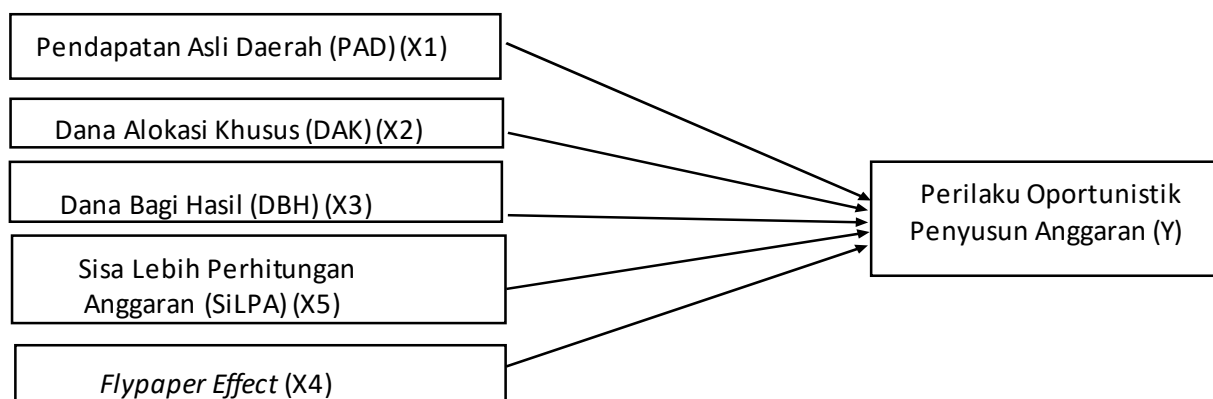 Pendapatan Asli Daerah (PAD) (X1)
Dana Alokasi Khusus (DAK) (X2)
Dana Bagi Hasil (DBH) (X3)
Sisa Lebih Perhitungan
Anggaran (SiLPA) (X5)
Flypaper Effect (X4)
Perilaku Oportunistik
Penyusun Anggaran (Y)